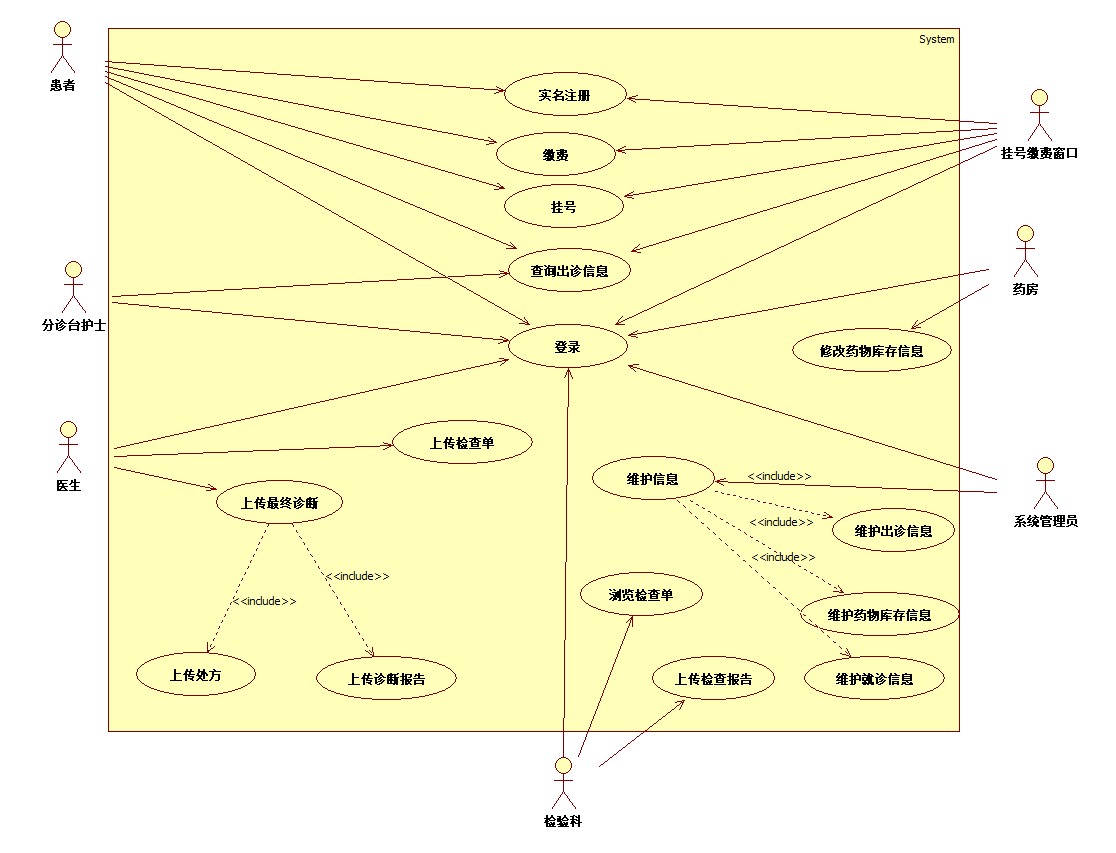 System
患者
实名注册
挂号缴费窗口
缴费
挂号
查询出诊信息
药房
分诊台护士
登录
修改药物库存信息
上传检查单
医生
维护信息
<<include>>
上传最终诊断
系统管理员
<<include>>
维护出诊信息
<<include>>
<<include>>
<<include>>
浏览检查单
维护药物库存信息
上传处方
上传诊断报告
上传检查报告
维护就诊信息
检验科